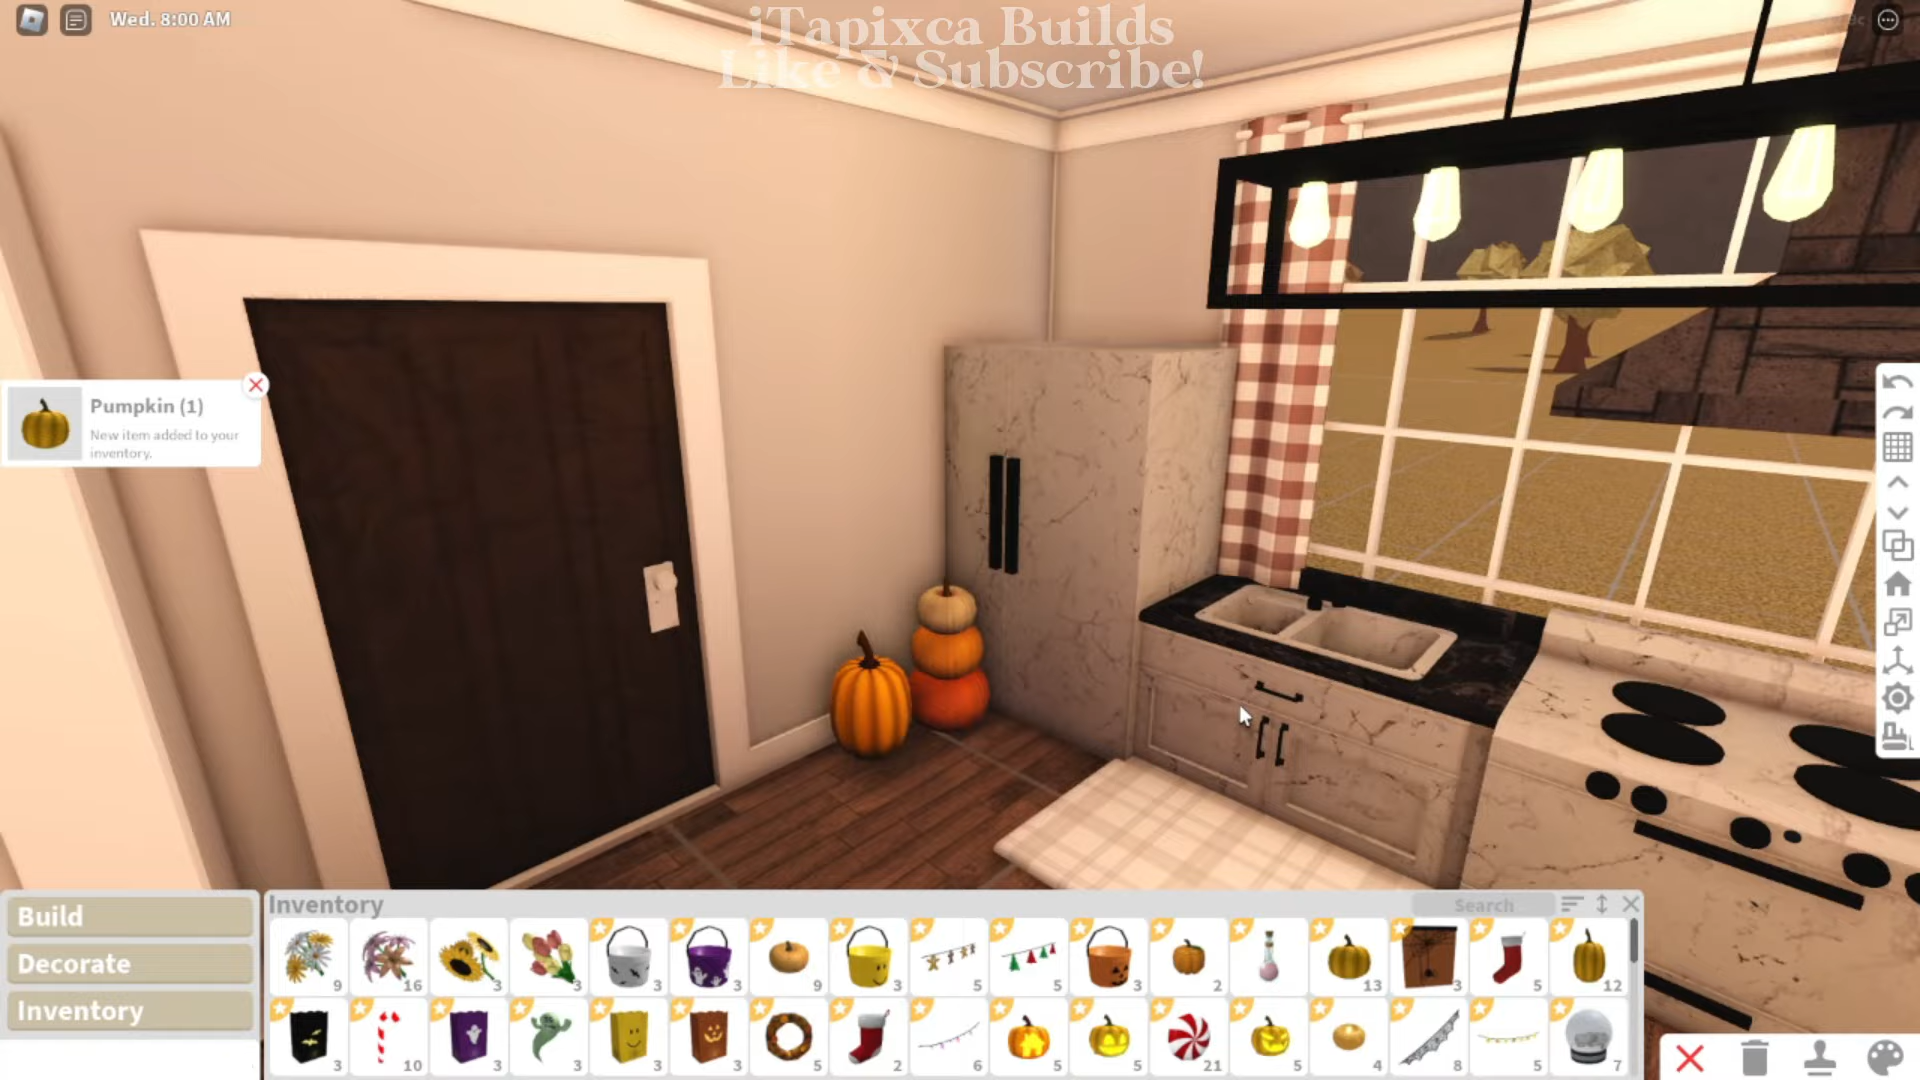 Wed. 8:00 AM
iTapixca Builds
Like & Subscribe!
Pumpkin (1)
New item added to your
inventory.
Build
Decorate
Inventory
Inventory
Search
9 16 3 3 3 3 9 3 5 5 3 2 13 3 5 12
3 10 3 3 3 3 5 2 6 5 5 21 5 4 8 5 7